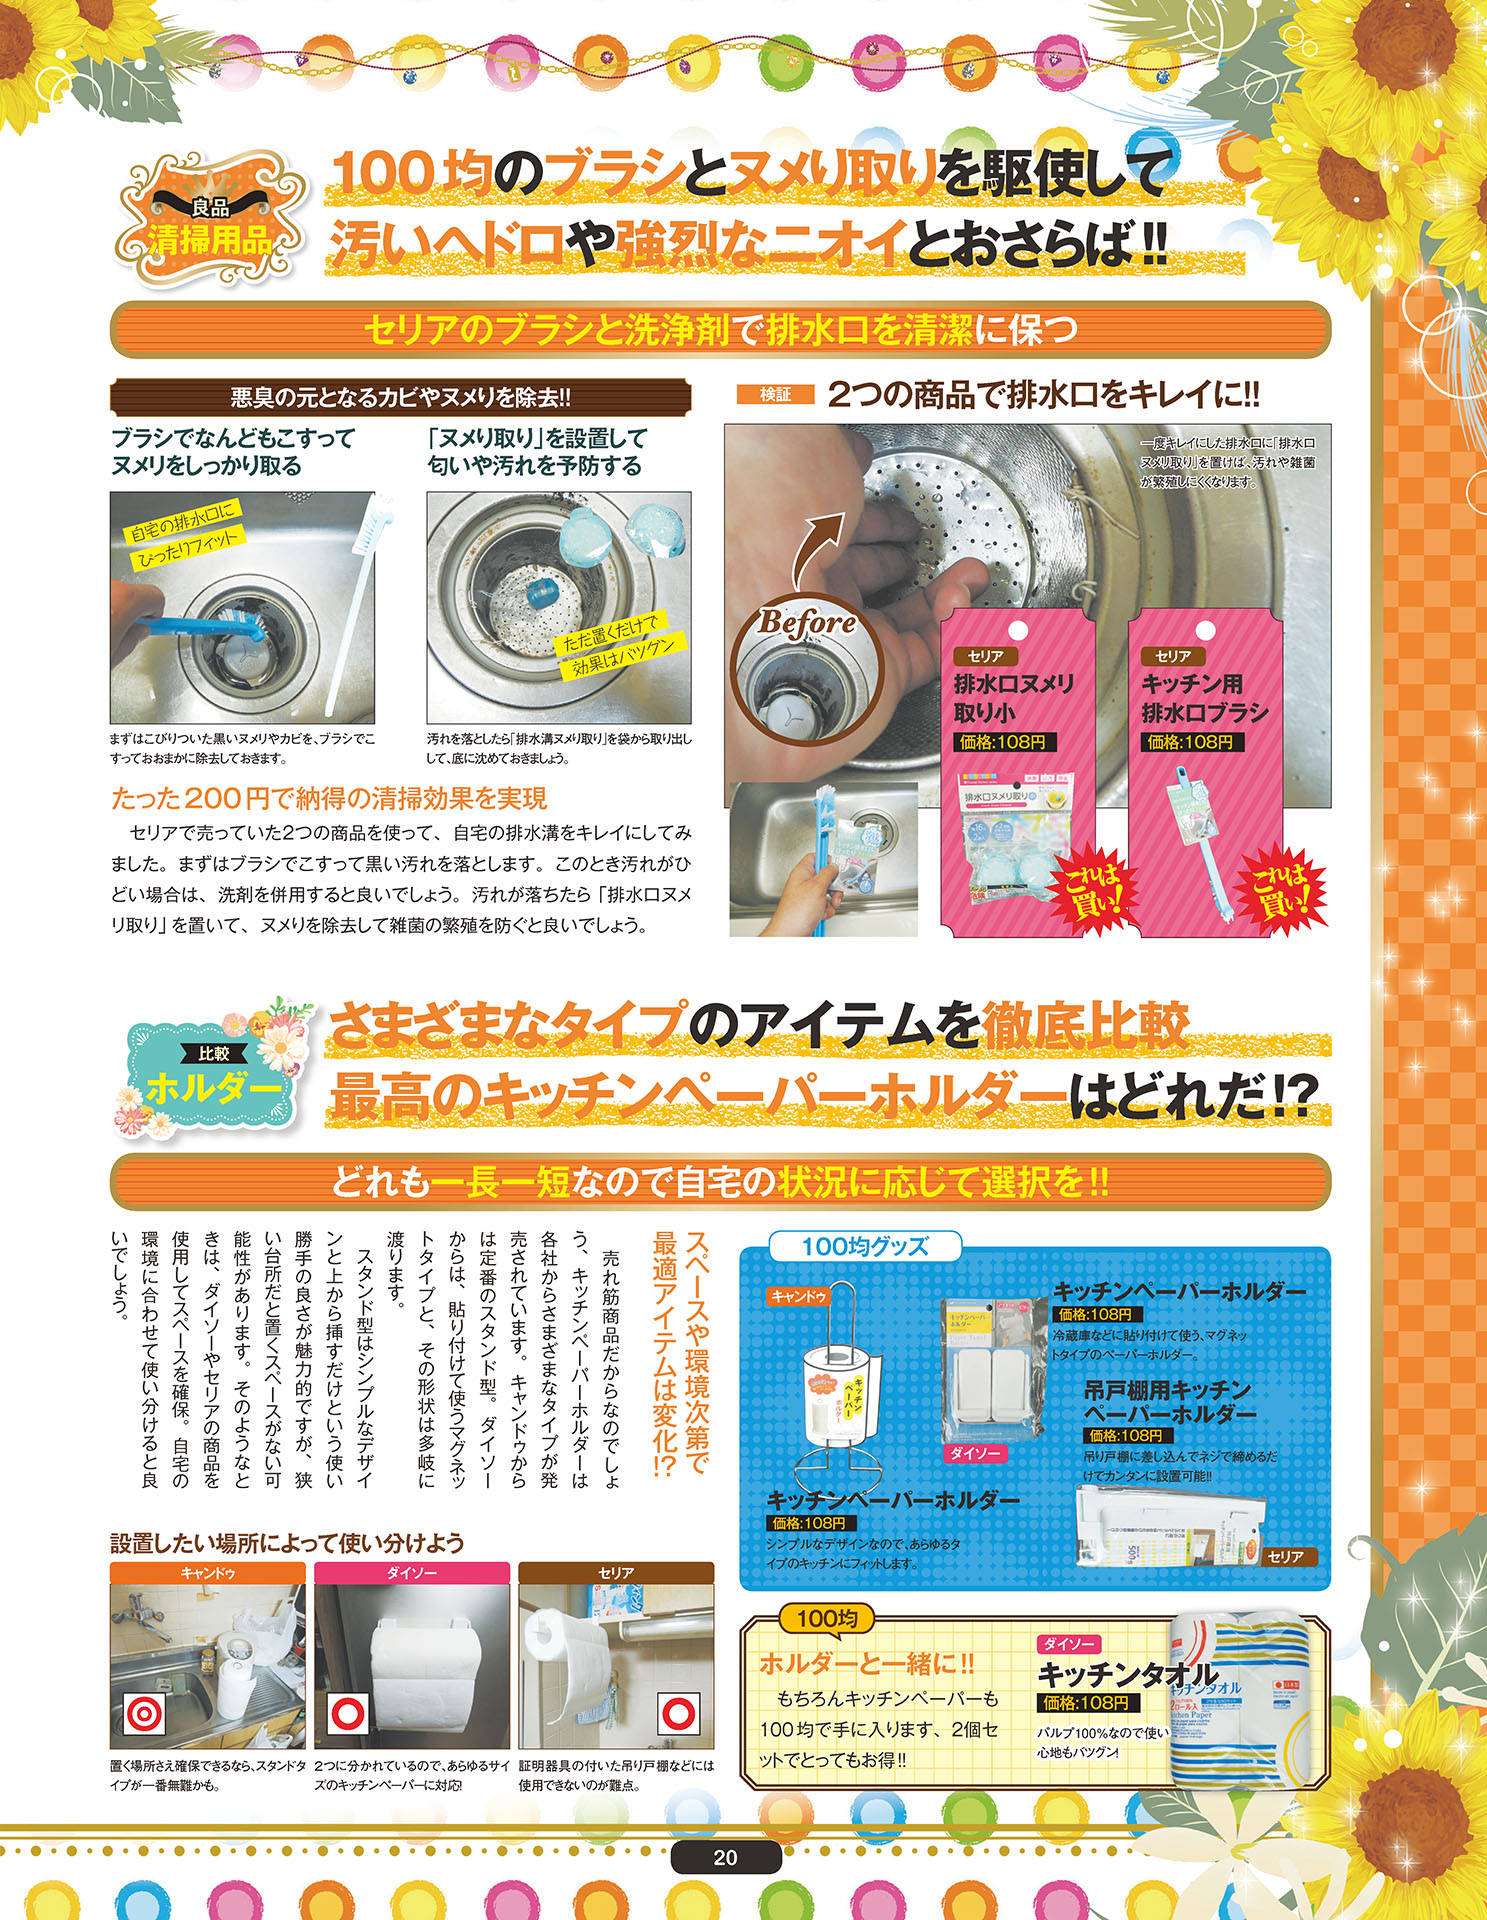 良品
清掃用品
100均のブラシとヌメり取りを駆使して
汚いヘドロや強烈なニオイとおさらば!!
セリアのブラシと洗浄剤で排水口を清潔に保つ
悪臭の元となるカビやヌメりを除去!!
ブラシでなんどもこすって
ヌメリをしっかり取る
自宅の排水口に
ぴったりフィット
まずはこびりついた黒いヌメリやカビを、ブラシでこ
すっておおまかに除去しておきます。
「ヌメり取り」を設置して
匂いや汚れを予防する
ただ置くだけで
効果はバツグン
汚れを落としたら「排水溝ヌメり取り」を袋から取り出し
して、底に沈めておきましょう。
たった200円で納得の清掃効果を実現
セリアで売っていた2つの商品を使って、自宅の排水溝をキレイにしてみ
ました。まずはブラシでこすって黒い汚れを落とします。このとき汚れがひ
どい場合は、洗剤を併用すると良いでしょう。汚れが落ちたら「排水口ヌメ
リ取り」を置いて、ヌメりを除去して雑菌の繁殖を防ぐと良いでしょう。
検証
2つの商品で排水口をキレイに!!
一度キレイにした排水口に「排水口
ヌメリ取り」を置けば、汚れや雑菌
が繁殖しにくくなります。
Before
セリア
排水口ヌメリ
取り小
価格:108円
排水口ヌメリ取り
これは
買い!
セリア
キッチン用
排水口ブラシ
価格:108円
これは
買い!
比較
ホルダー
さまざまなタイプのアイテムを徹底比較
最高のキッチンペーパーホルダーはどれだ!?
どれも一長一短なので自宅の状況に応じて選択を!!
スペースや環境次第で
最適アイテムは変化!?
売れ筋商品だからなのでしょ
う、キッチンペーパーホルダーは
各社からさまざまなタイプが発
売されています。キャンドゥから
は定番のスタンド型。ダイソー
からは、貼り付けて使うマグネッ
トタイプと、その形状は多岐に
渡ります。
スタンド型はシンプルなデザイ
ンと上から挿すだけという使い
勝手の良さが魅力的ですが、狭
い台所だと置くスペースがない可
能性があります。そのようなと
きは、ダイソーやセリアの商品を
使用してスペースを確保。自宅の
環境に合わせて使い分けると良
いでしょう。
設置したい場所によって使い分けよう
キャンドゥ
置く場所さえ確保できるなら、スタンドタ
イプが一番無難かも。
ダイソー
2つに分かれているので、あらゆるサイ
ズのキッチンペーパーに対応!
セリア
証明器具の付いた吊り戸棚などには
使用できないのが難点。
100均グッズ
キャンドゥ
キッチン
ペーパー
ホルダー
キッチンペーパーホルダー
価格:108円
シンプルなデザインなので、あらゆるタ
イプのキッチンにフィットします。
キッチンペーパー
ホルダー
ダイソー
キッチンペーパーホルダー
価格:108円
冷蔵庫などに貼り付けて使う、マグネッ
トタイプのペーパーホルダー。
吊戸棚用キッチン
ペーパーホルダー
価格:108円
吊り戸棚に差し込んでネジで締めるだ
けでカンタンに設置可能!!
セリア
100均
ホルダーと一緒に!!
もちろんキッチンペーパーも
100均で手に入ります、2個セ
ットでとってもお得!!
ダイソー
キッチンタオル
価格:108円
パルプ100%なので使い
心地もバツグン!
キッチンタオル
2ロール入
Kitchen Paper
日本製
20